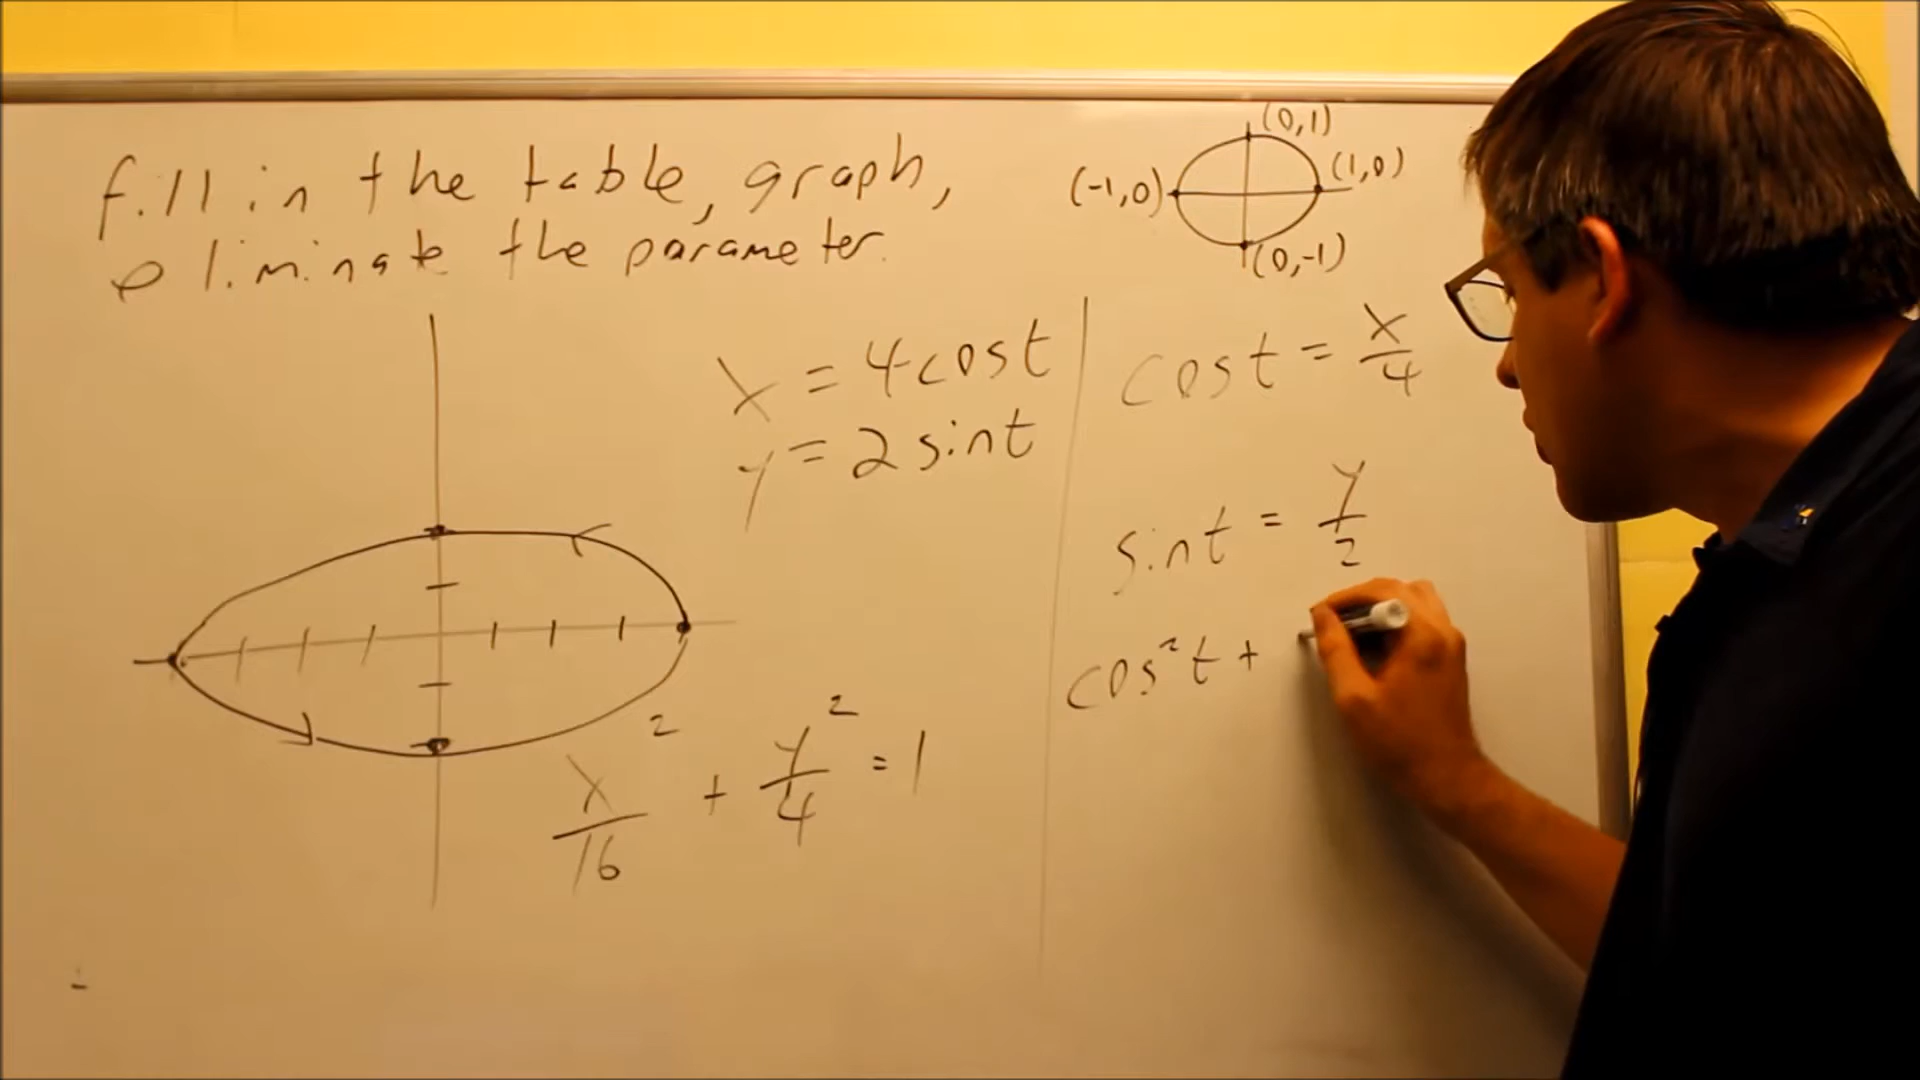 fill in the table, graph,
eliminate the parameter.
(0,1)
(-1,0)
(1,0)
(0,-1)
x = 4cost
y = 2sint
cost = x/4
sint = y/2
cos²t +
x²/16 + y²/4 = 1